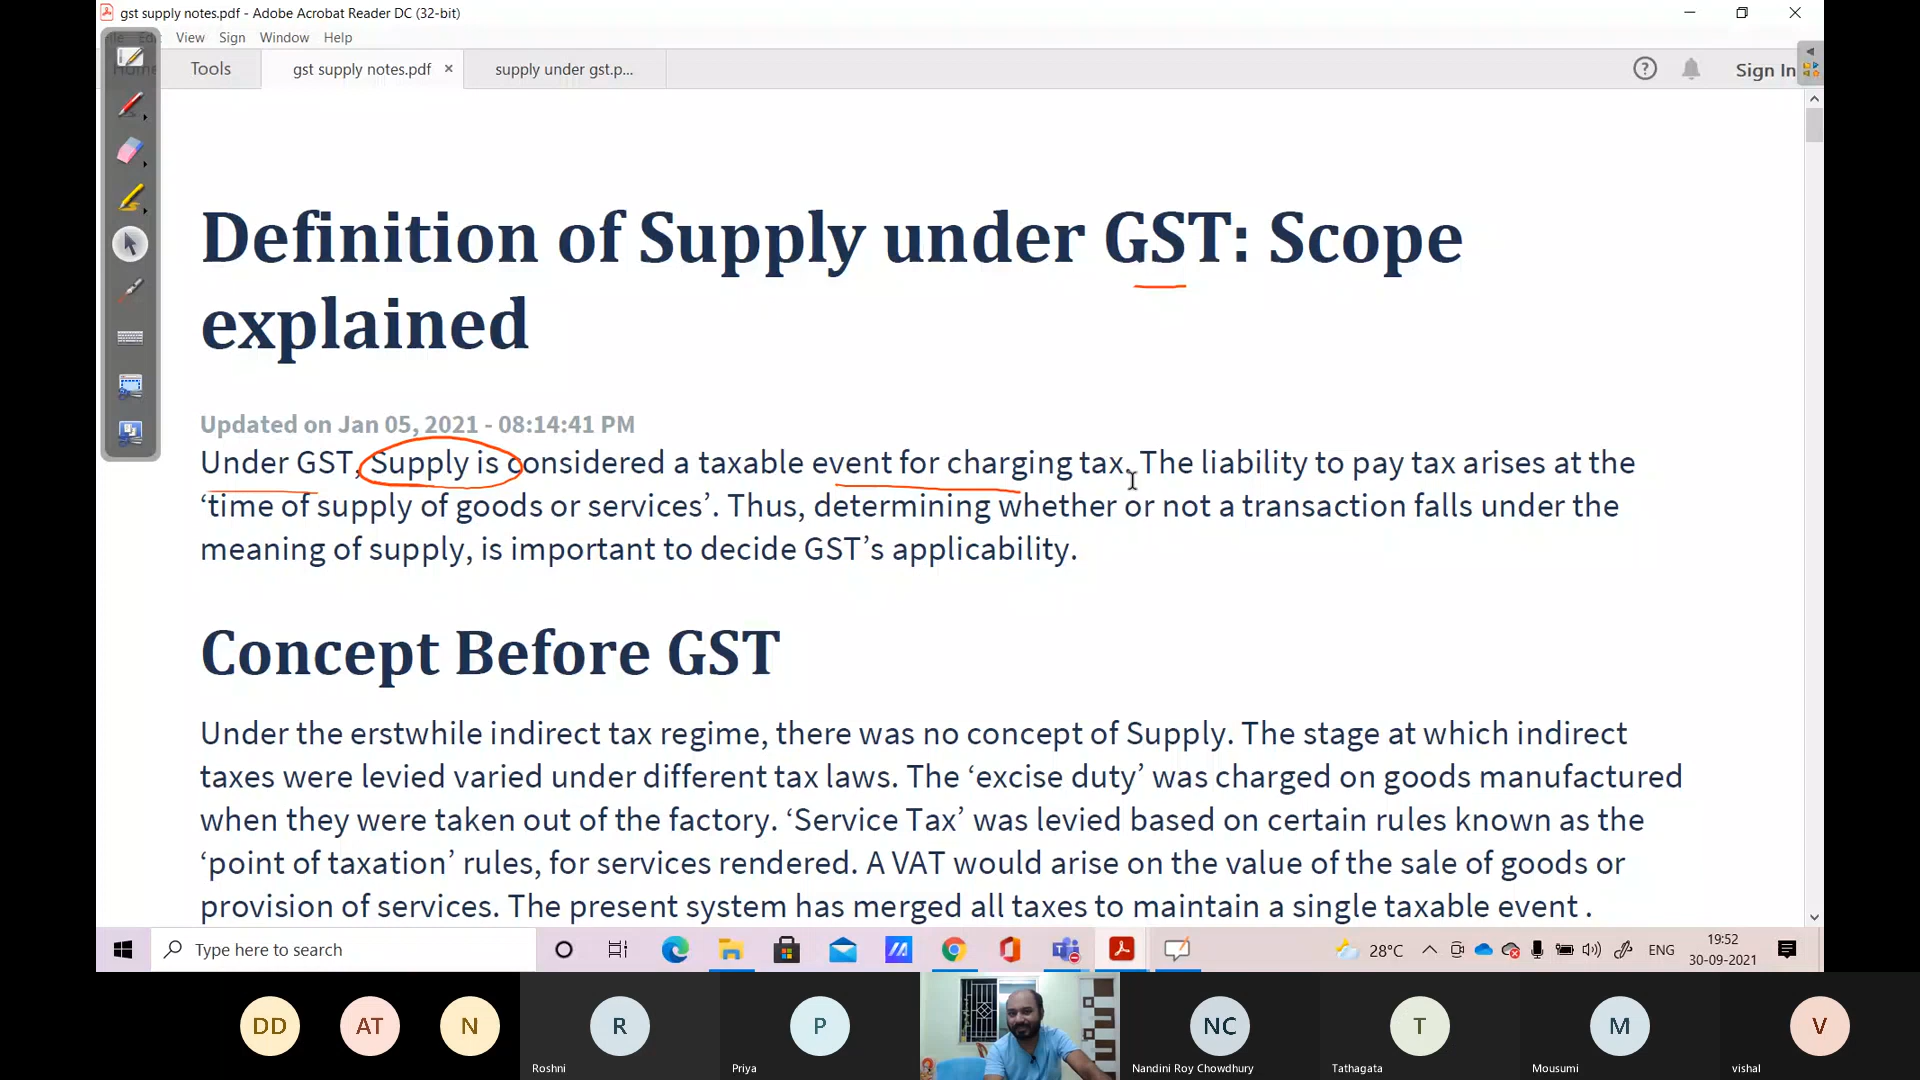 gst supply notes.pdf - Adobe Acrobat Reader DC (32-bit)
View Sign Window Help
Home Tools gst supply notes.pdf × supply under gst.p... Sign In
Definition of Supply under GST: Scope
explained
Updated on Jan 05, 2021 - 08:14:41 PM
Under GST, Supply is considered a taxable event for charging tax. The liability to pay tax arises at the
‘time of supply of goods or services’. Thus, determining whether or not a transaction falls under the
meaning of supply, is important to decide GST’s applicability.
Concept Before GST
Under the erstwhile indirect tax regime, there was no concept of Supply. The stage at which indirect
taxes were levied varied under different tax laws. The ‘excise duty’ was charged on goods manufactured
when they were taken out of the factory. ‘Service Tax’ was levied based on certain rules known as the
‘point of taxation’ rules, for services rendered. A VAT would arise on the value of the sale of goods or
provision of services. The present system has merged all taxes to maintain a single taxable event .
Type here to search 28°C ENG 19:52
30-09-2021
DD AT N R P NC T M V
Roshni Priya Nandini Roy Chowdhury Tathagata Mousumi vishal